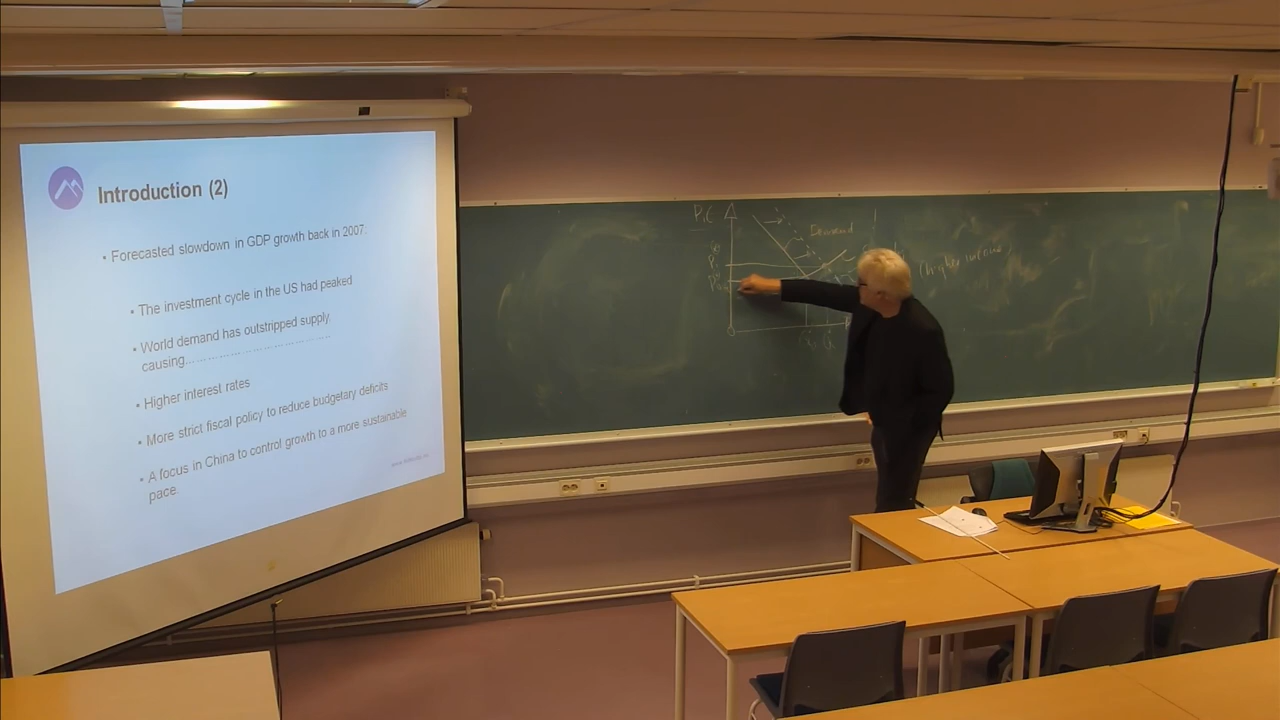 Introduction (2)
• Forecasted slowdown in GDP growth back in 2007:
• The investment cycle in the US had peaked
• World demand has outstripped supply,
causing…………………………
• Higher interest rates
• More strict fiscal policy to reduce budgetary deficits
• A focus in China to control growth to a more sustainable
pace.
P,C
Demand
(higher income